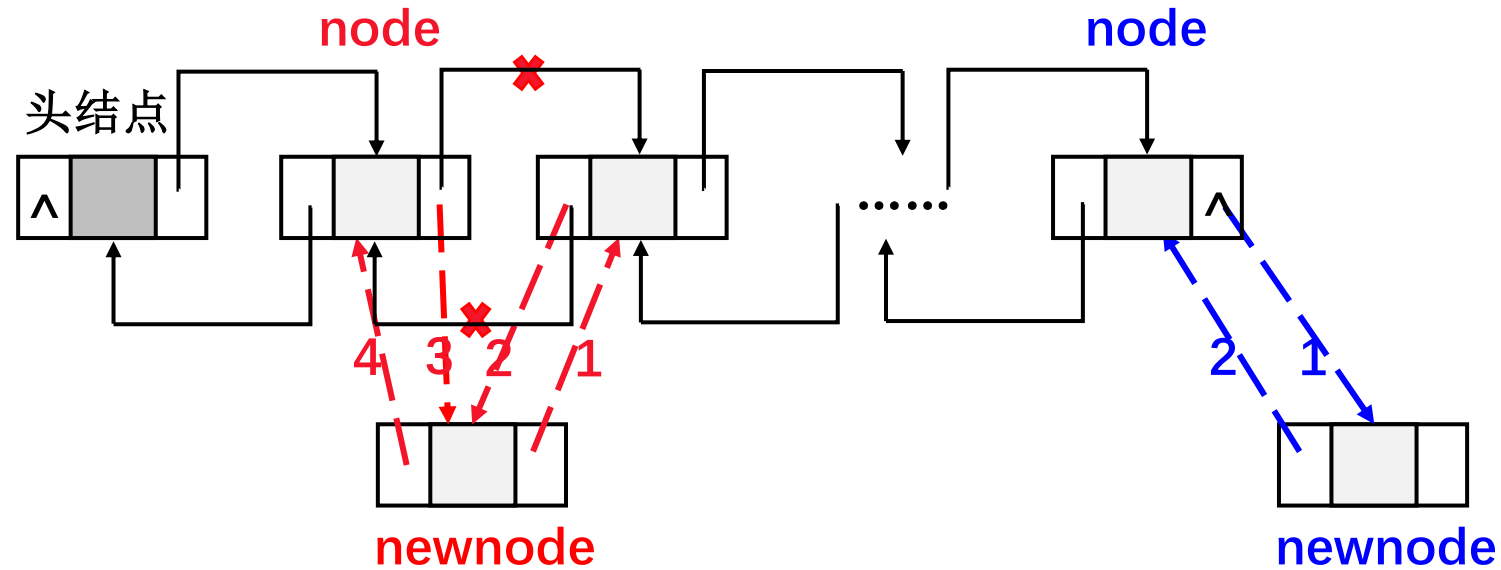 node
node
头结点
^
......
^
4 3 2 1
2 1
newnode
newnode